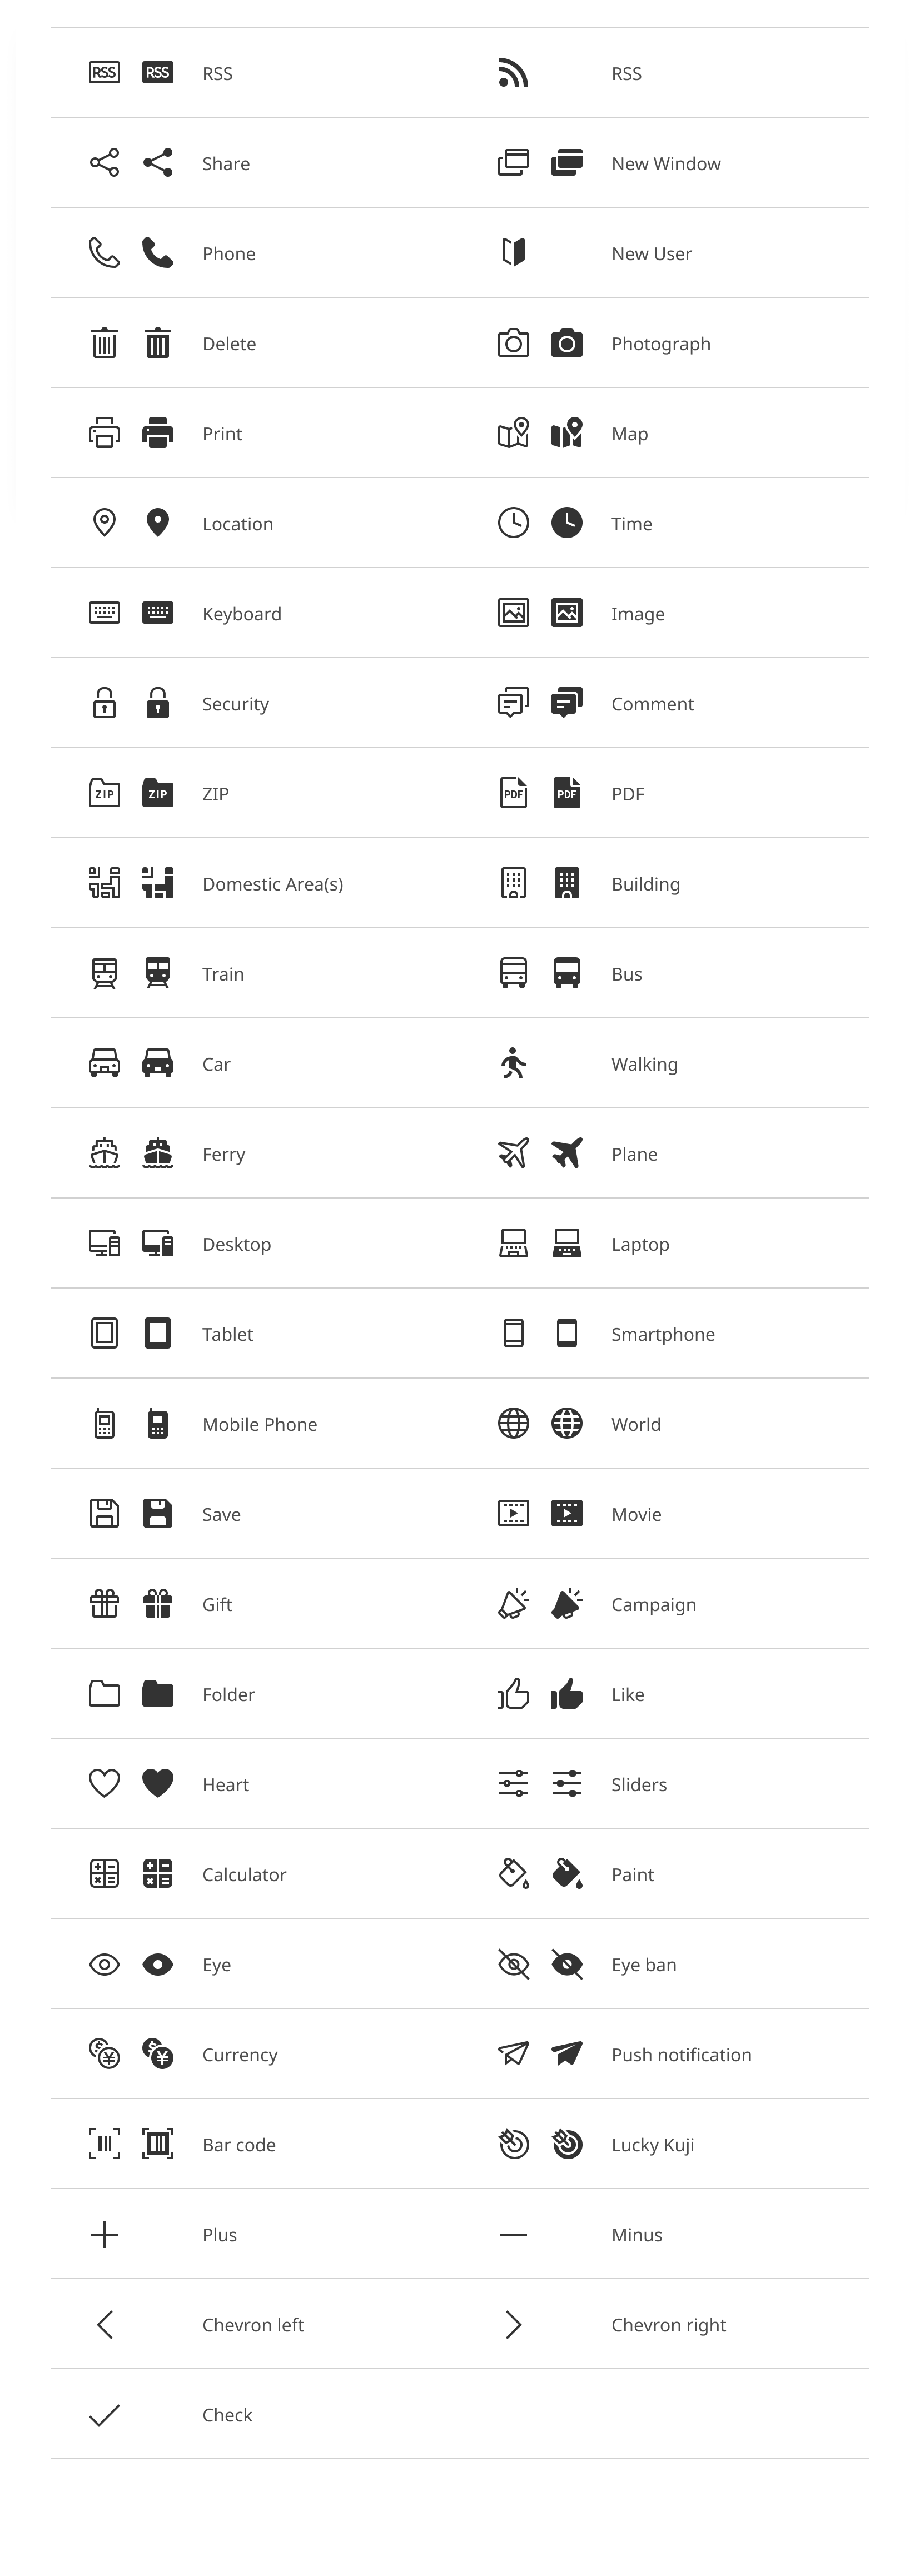 RSS RSS RSS RSS
Share New Window
Phone New User
Delete Photograph
Print Map
Location Time
Keyboard Image
Security Comment
ZIP ZIP ZIP PDF PDF PDF
Domestic Area(s) Building
Train Bus
Car Walking
Ferry Plane
Desktop Laptop
Tablet Smartphone
Mobile Phone World
Save Movie
Gift Campaign
Folder Like
Heart Sliders
Calculator Paint
Eye Eye ban
$ ¥ $ ¥ Currency Push notification
Bar code Lucky Kuji
Plus Minus
Chevron left Chevron right
Check